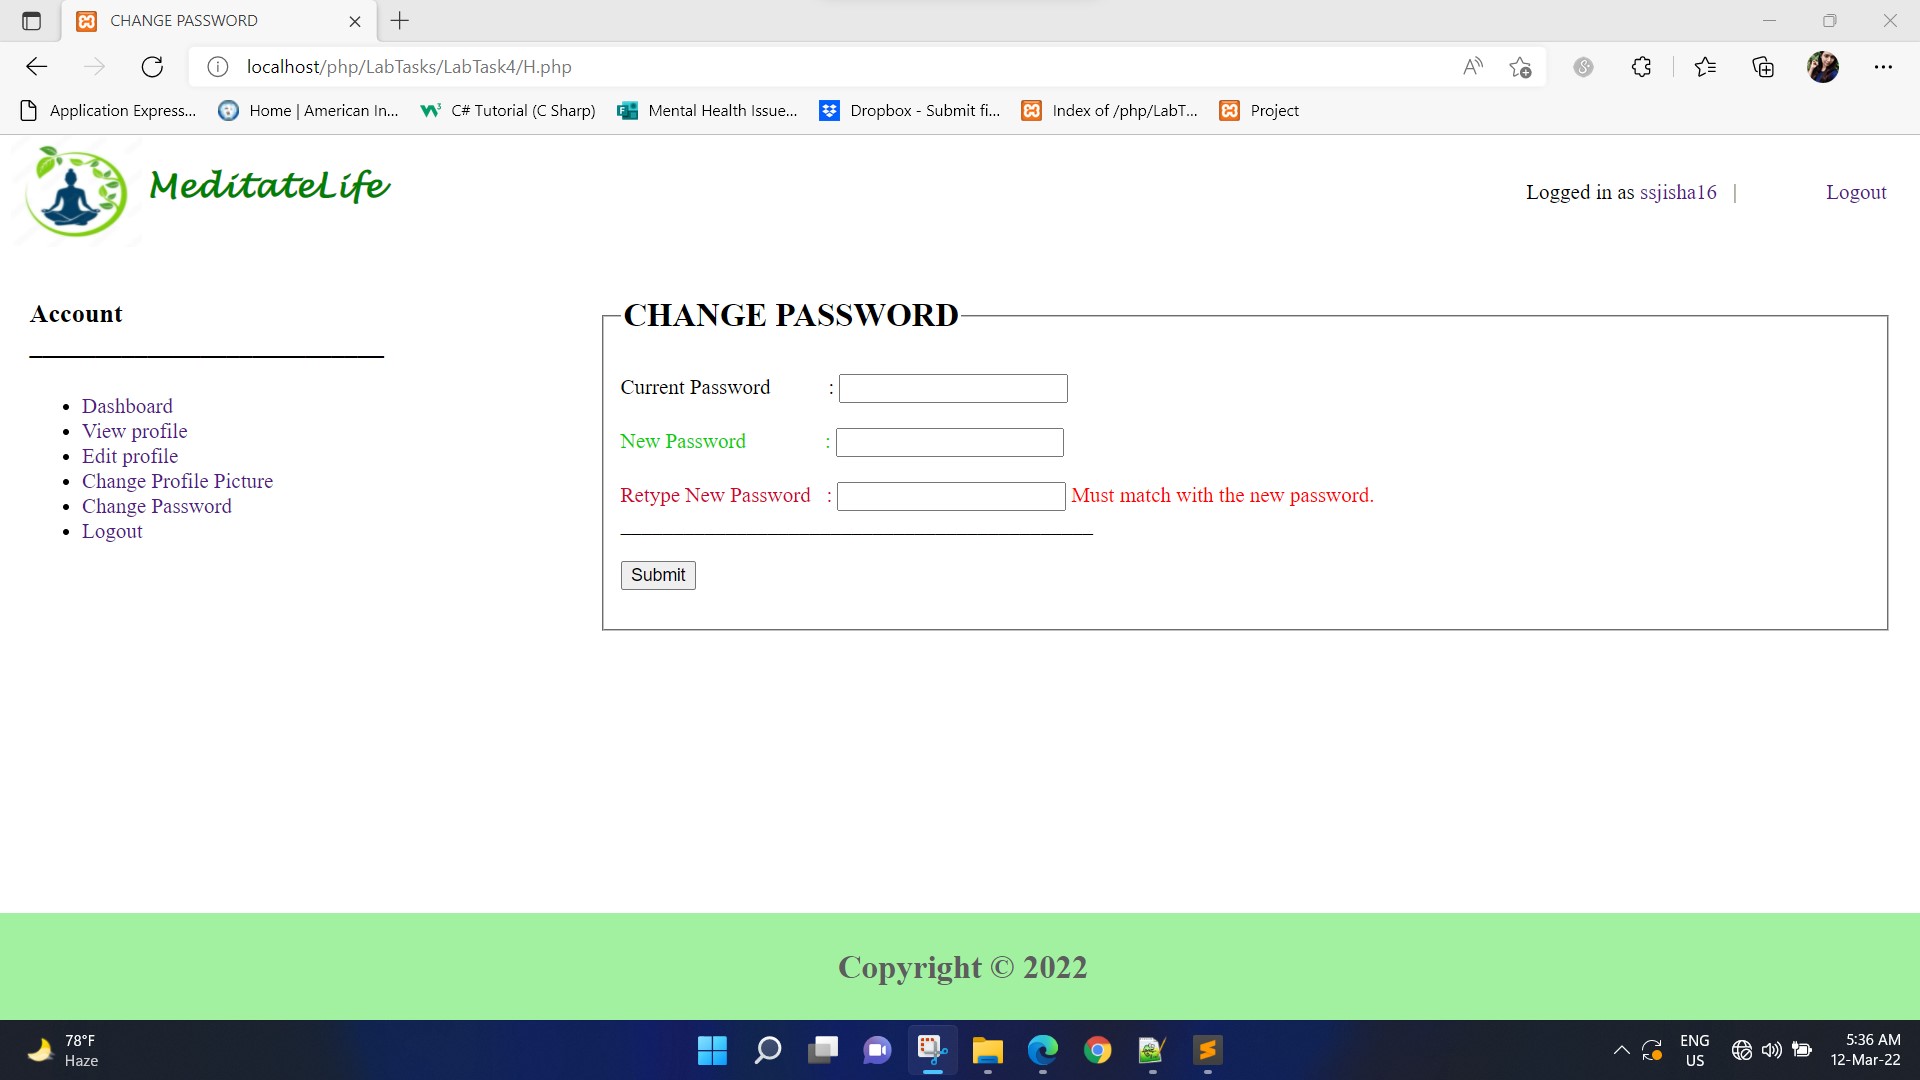 CHANGE PASSWORD
localhost/php/LabTasks/LabTask4/H.php
Application Express... Home | American In... C# Tutorial (C Sharp) Mental Health Issue... Dropbox - Submit fi... Index of /php/LabT... Project
MeditateLife
Logged in as ssjisha16 | Logout
Account
CHANGE PASSWORD
Current Password :
Dashboard
View profile
New Password :
Edit profile
Change Profile Picture
Retype New Password : Must match with the new password.
Change Password
Logout
Submit
Copyright © 2022
78°F
Haze
ENG
US
5:36 AM
12-Mar-22